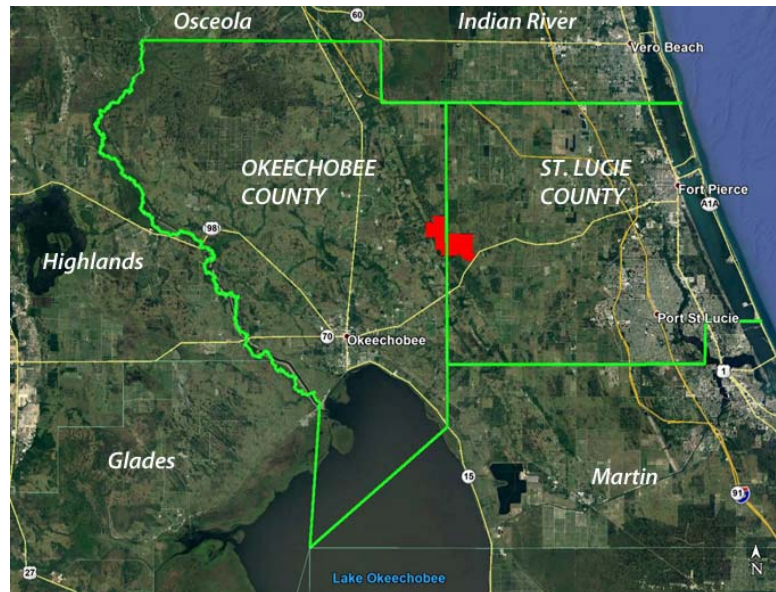 Osceola
60
Indian River
Vero Beach
OKEECHOBEE
COUNTY
ST. LUCIE
COUNTY
Fort Pierce
A1A
98
Highlands
Port St Lucie
70
Okeechobee
1
Glades
15
Martin
91
N
27
Lake Okeechobee